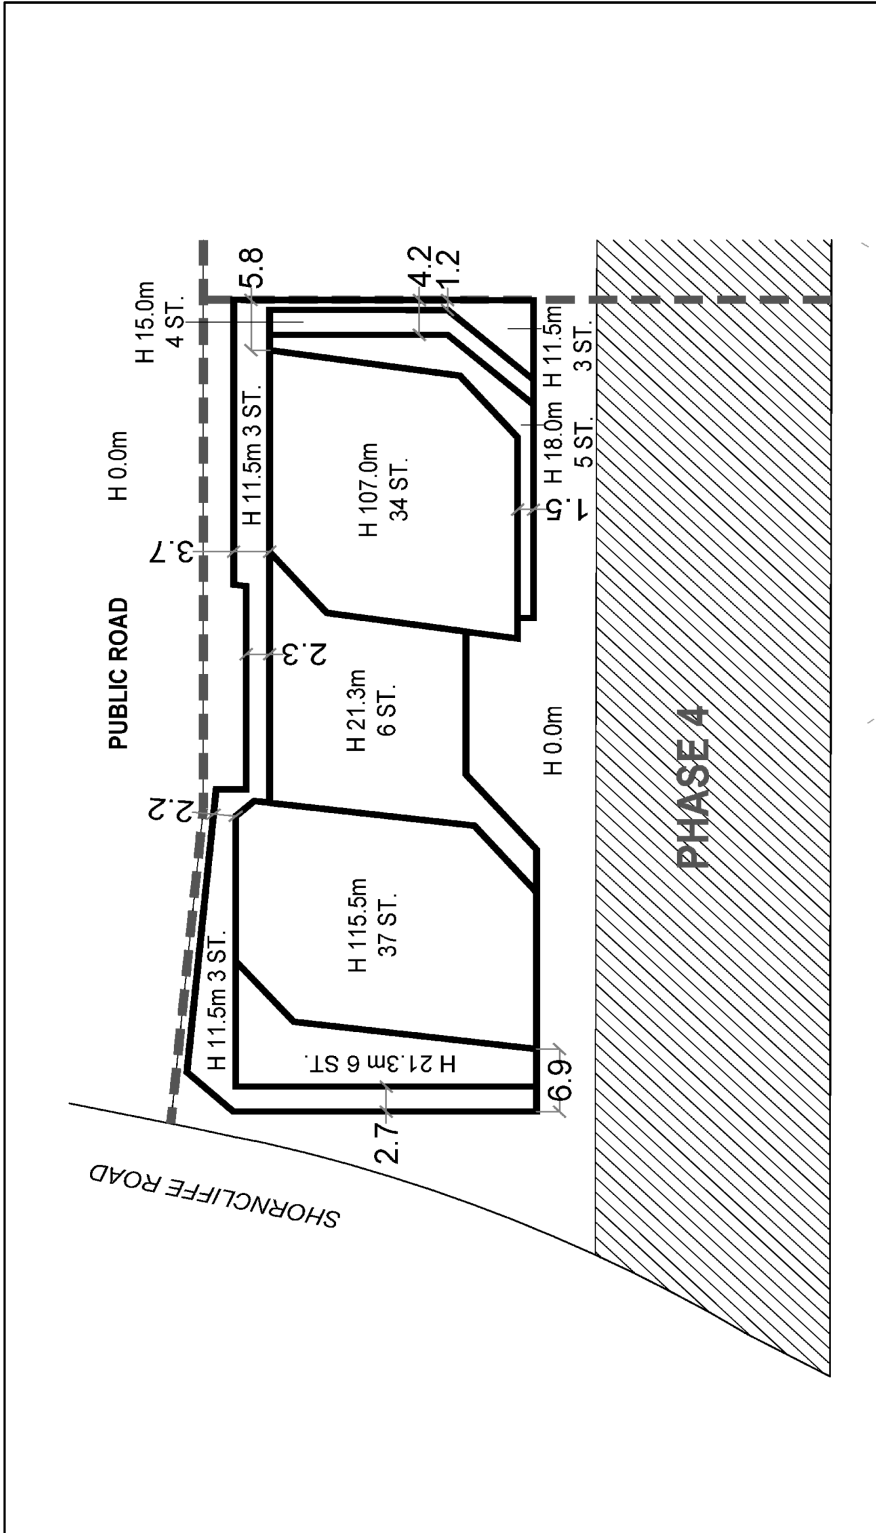 5.8
4.2
1.2
H 15.0m
4 ST.
H 11.5m
3 ST.
H 0.0m
H 11.5m 3 ST.
H 107.0m
34 ST.
H 18.0m
5 ST.
1.5
3.7
PUBLIC ROAD
2.3
H 21.3m
6 ST.
H 0.0m
PHASE 4
2.2
H 115.5m
37 ST.
H 11.5m 3 ST.
H 21.3m 6 ST.
6.9
2.7
SHORNCLIFFE ROAD